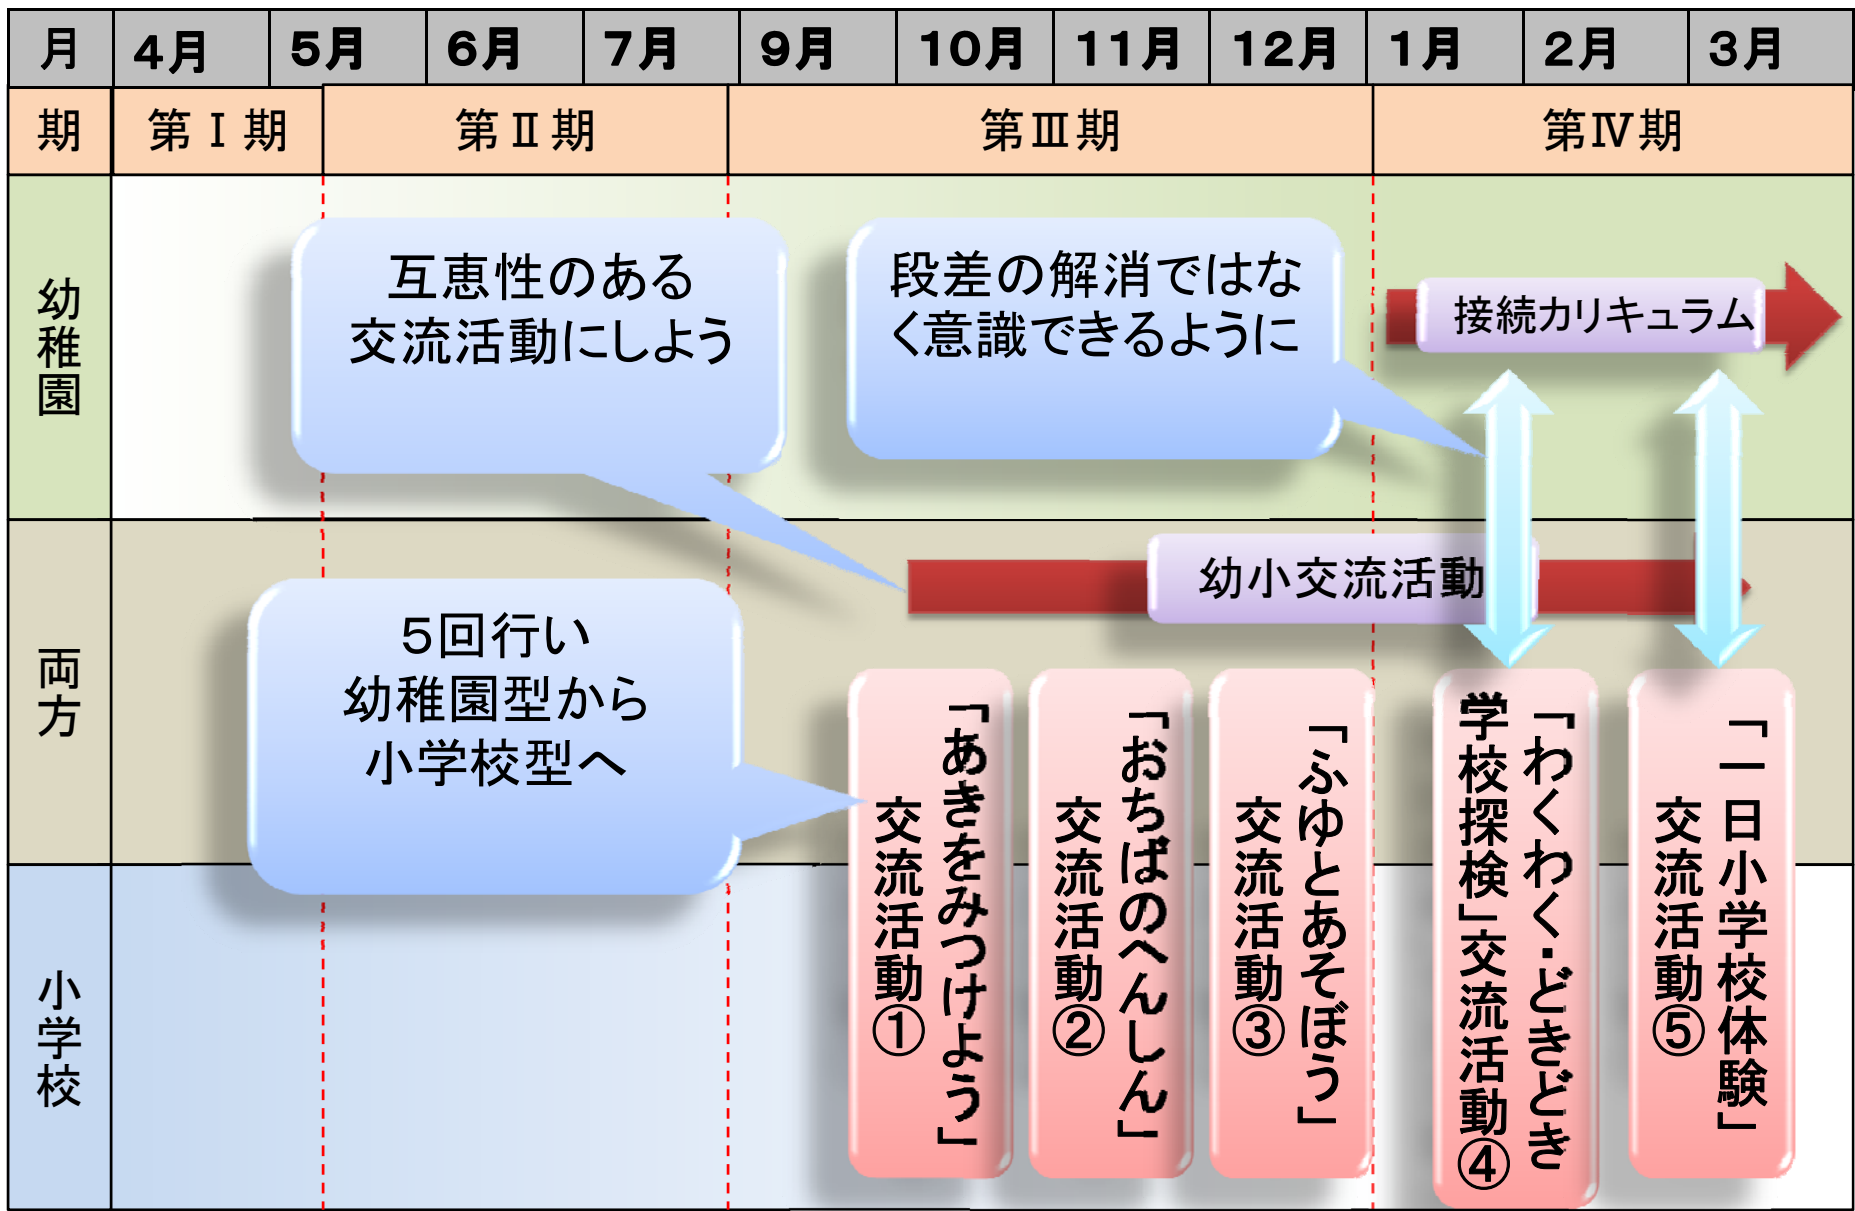 月 4月 5月 6月 7月 9月 10月 11月 12月 1月 2月 3月
期 第Ⅰ期 第Ⅱ期 第Ⅲ期 第Ⅳ期
幼稚園
互恵性のある
交流活動にしよう
段差の解消ではな
く意識できるように
接続カリキュラム
両方
幼小交流活動
5回行い
幼稚園型から
小学校型へ
小学校
「あきをみつけよう」
交流活動①
「おちばのへんしん」
交流活動②
「ふゆとあそぼう」
交流活動③
「わくわく・どきどき
学校探検」交流活動④
「一日小学校体験」
交流活動⑤